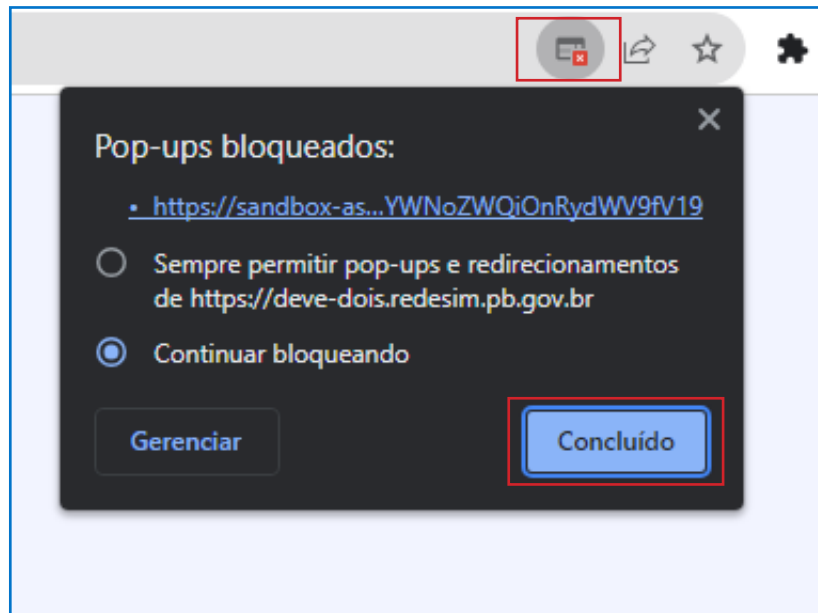 Pop-ups bloqueados:
• https://sandbox-as...YWNoZWQiOnRydWV9fV19
Sempre permitir pop-ups e redirecionamentos
de https://deve-dois.redesim.pb.gov.br
Continuar bloqueando
Gerenciar
Concluído